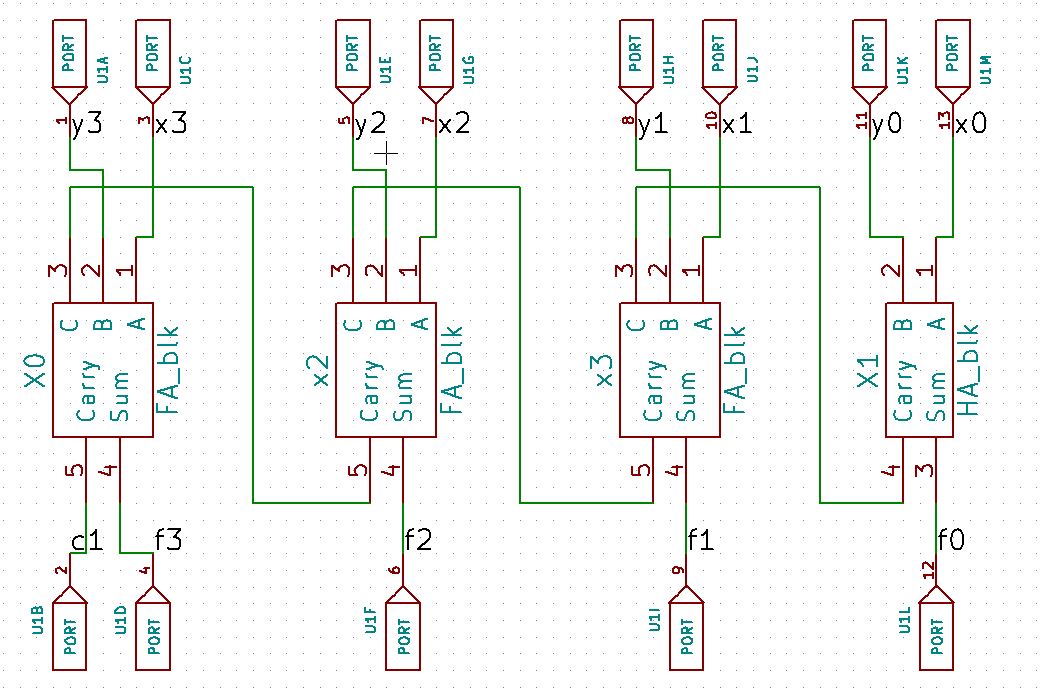 PORT U1A PORT U1C PORT U1E PORT U1G PORT U1H PORT U1J PORT U1K PORT U1M
1 y3 3 x3 5 y2 7 x2 8 y1 10 x1 11 y0 13 x0
3 2 1 3 2 1 3 2 1 2 1
C B A C B A C B A B A
X0 Carry Sum FA_blk x2 Carry Sum FA_blk x3 Carry Sum FA_blk X1 Carry Sum HA_blk
5 4 5 4 5 4 4 3
c1 f3 f2 f1 f0
2 4 6 9 12
U1B PORT U1D PORT U1F PORT U1I PORT U1L PORT